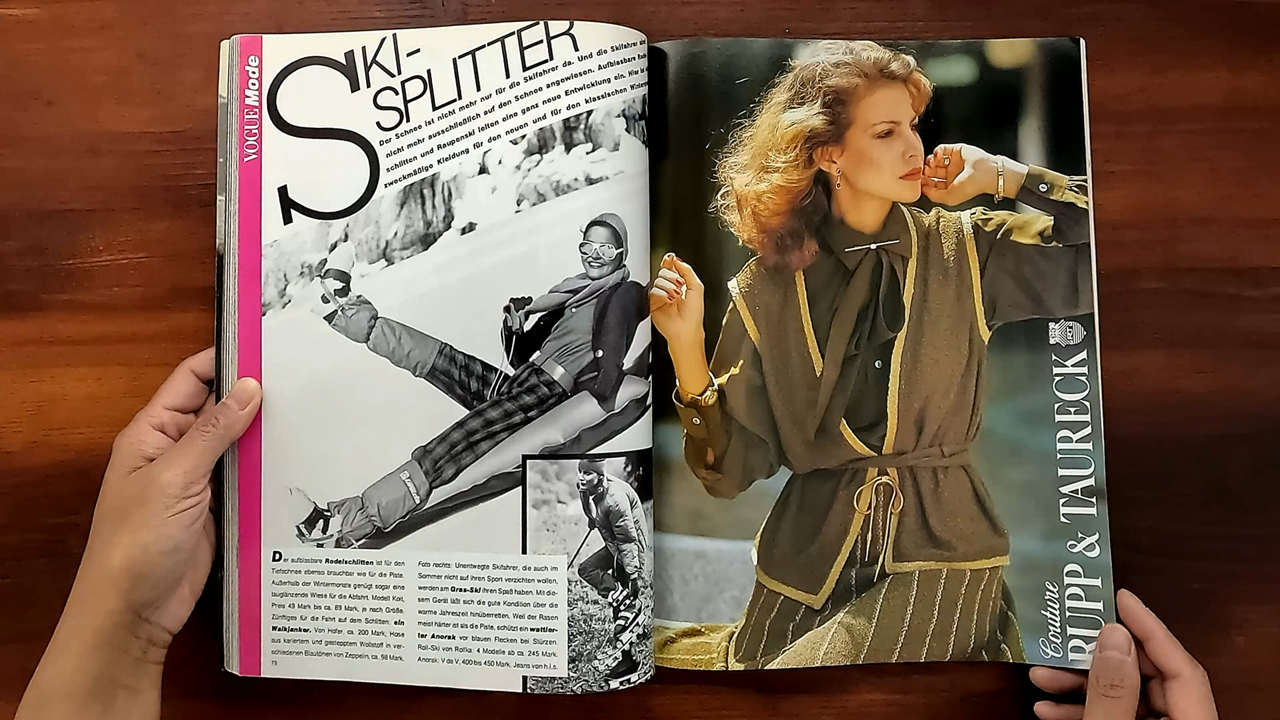 VOGUE Mode
SKI-
SPLITTER
Der Schnee ist nicht mehr nur für die Skifahrer da. Und die Skifahrer sind
nicht mehr ausschließlich auf den Schnee angewiesen. Aufblasbare
schlitten und Raupenski leiten eine ganz neue Entwicklung ein. Hier ist
zweckmäßige Kleidung für den neuen und für den klassischen
Der aufblasbare Rodelschlitten ist für den
Tiefschnee ebenso brauchbar wie für die Piste.
Außerhalb der Wintermonate genügt sogar eine
lauglänzende Wiese für die Abfahrt. Modell Kolt,
Preis 49 Mark bis ca. 89 Mark, je nach Größe.
Zünftiges für die Fahrt auf dem Schlitten: ein
Walkjanker. Von Hofer, ca. 200 Mark; Hose
aus kariertem und gestepptem Wollstoff in ver-
schiedenen Blautönen von Zeppelin, ca. 98 Mark.
73
Foto rechts: Unentwegte Skifahrer, die auch im
Sommer nicht auf ihren Sport verzichten wollen,
werden am Gras-Ski ihren Spaß haben. Mit die-
sem Gerät läßt sich die gute Kondition über die
warme Jahreszeit hinüberretten. Weil der Rasen
meist härter ist als die Piste, schützt ein wattier-
ter Anorak vor blauen Flecken bei Stürzen.
Roll-Ski von Rollka: 4 Modelle ab ca. 245 Mark.
Anorak: V de V, 400 bis 450 Mark. Jeans von h.i.s.
Couture
RUPP & TAURECK